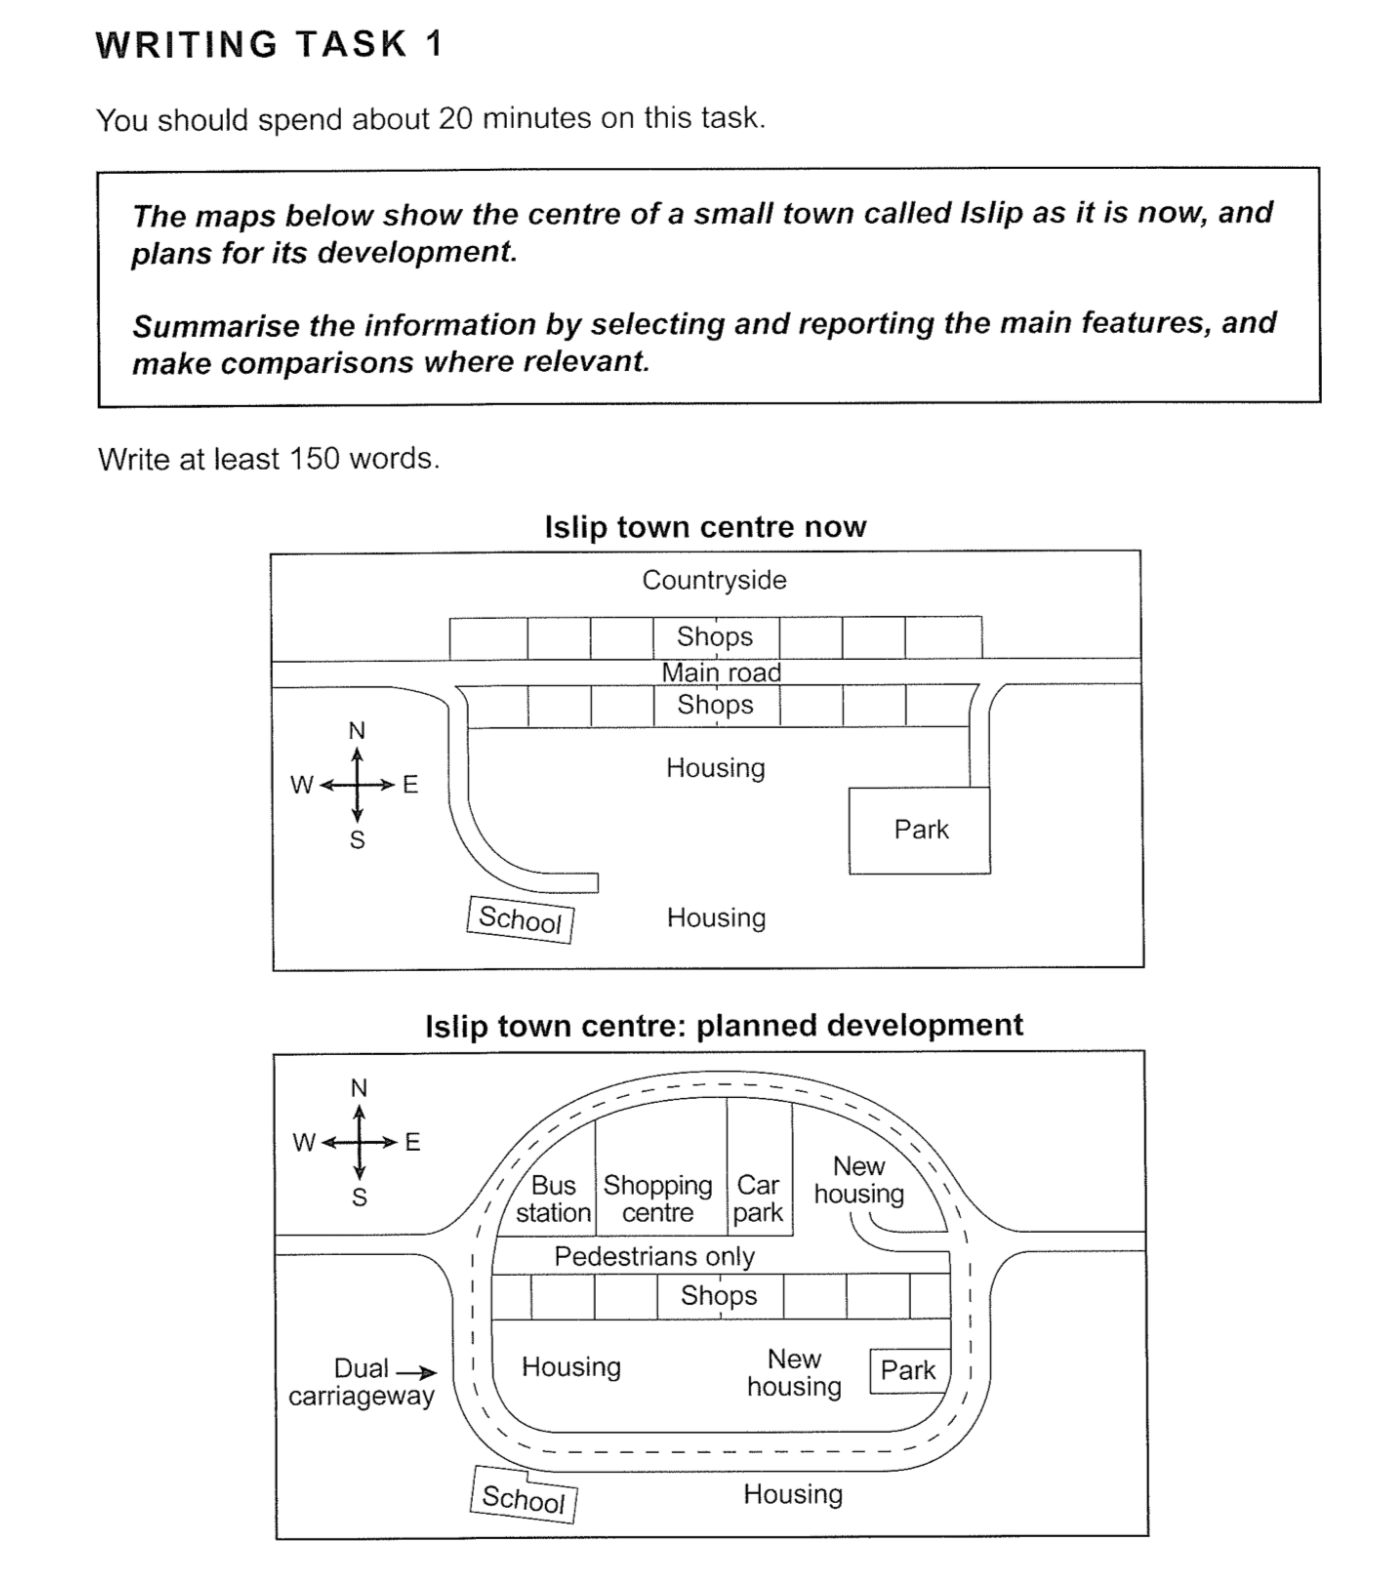 WRITING TASK 1
You should spend about 20 minutes on this task.
The maps below show the centre of a small town called Islip as it is now, and
plans for its development.
Summarise the information by selecting and reporting the main features, and
make comparisons where relevant.
Write at least 150 words.
Islip town centre now
Countryside
Shops
Main road
Shops
N
W E
S
Housing
Park
School
Housing
Islip town centre: planned development
N
W E
S
Bus
station
Shopping
centre
Car
park
New
housing
Pedestrians only
Shops
Dual
carriageway
Housing
New
housing
Park
School
Housing